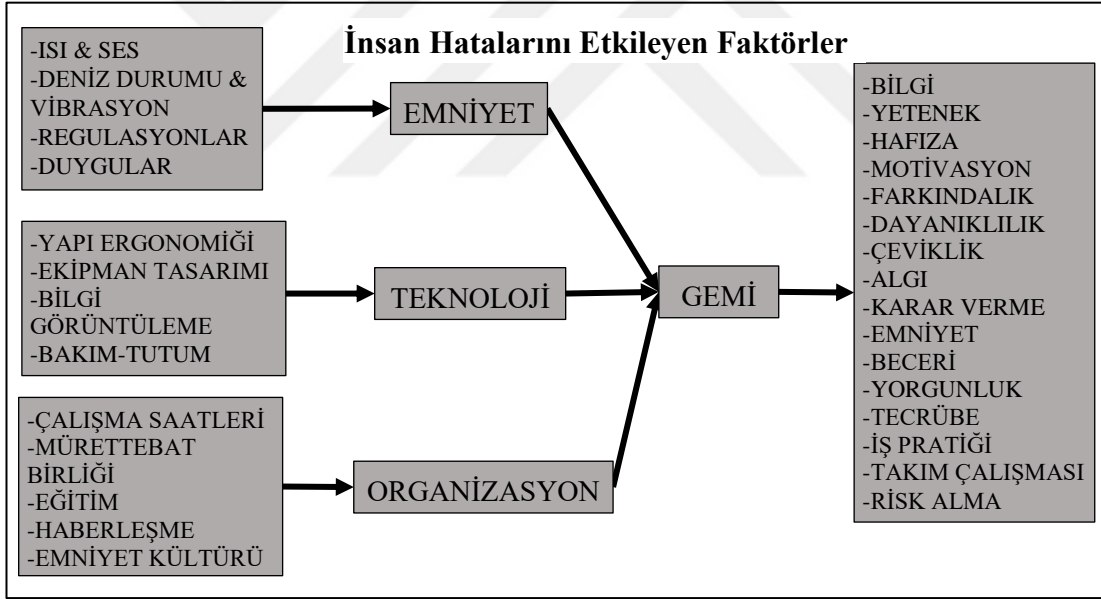 İnsan Hatalarını Etkileyen Faktörler
-ISI & SES
-DENİZ DURUMU &
VİBRASYON
-REGULASYONLAR
-DUYGULAR
EMNİYET
-YAPI ERGONOMİĞİ
-EKİPMAN TASARIMI
-BİLGİ
GÖRÜNTÜLEME
-BAKIM-TUTUM
TEKNOLOJİ
-ÇALIŞMA SAATLERİ
-MÜRETTEBAT
BİRLİĞİ
-EĞİTİM
-HABERLEŞME
-EMNİYET KÜLTÜRÜ
ORGANİZASYON
GEMİ
-BİLGİ
-YETENEK
-HAFIZA
-MOTİVASYON
-FARKINDALIK
-DAYANIKLILIK
-ÇEVİKLİK
-ALGI
-KARAR VERME
-EMNİYET
-BECERİ
-YORGUNLUK
-TECRÜBE
-İŞ PRATİĞİ
-TAKIM ÇALIŞMASI
-RİSK ALMA